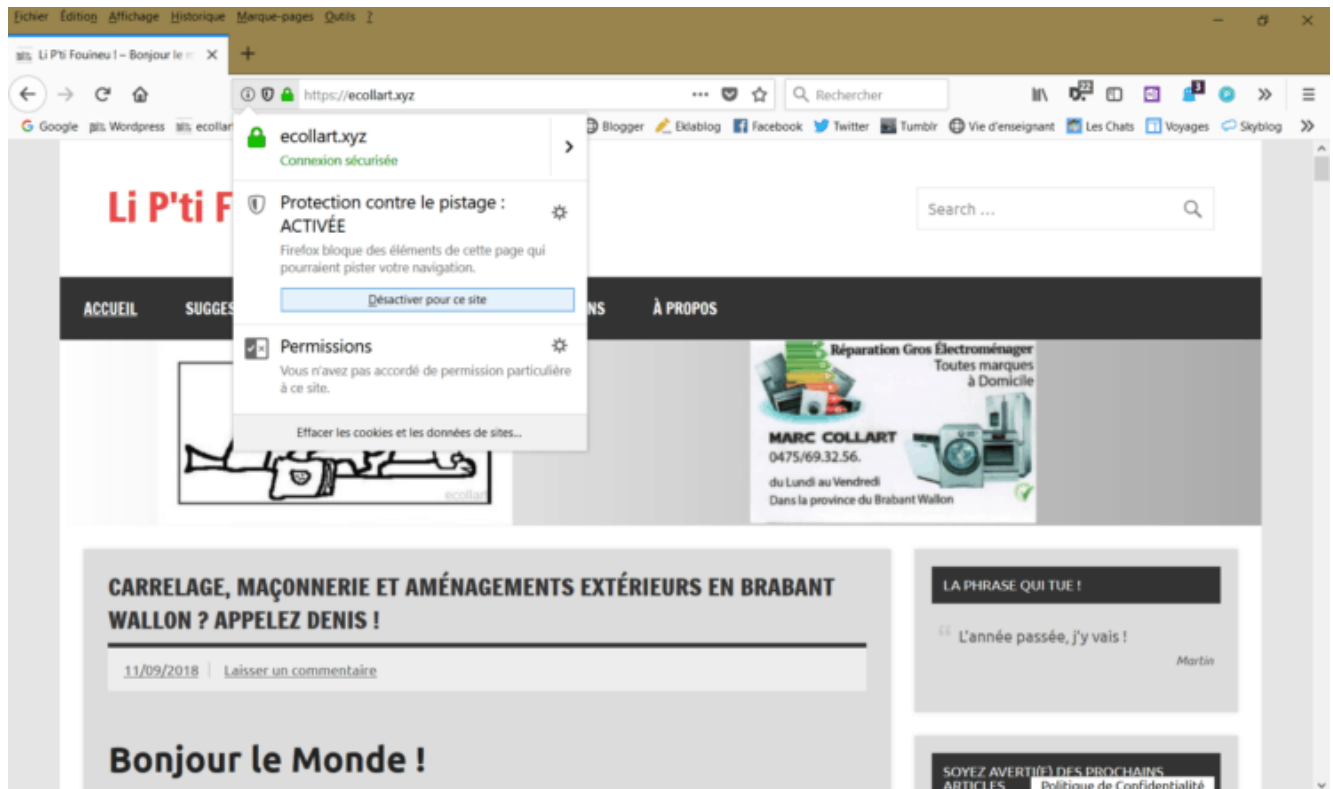 Fichier Édition Affichage Historique Marque-pages Outils ?
Li P'ti Fouineu ! – Bonjour le m
https://ecollart.xyz
Rechercher
22
3
Google
Wordpress
ecollar
Blogger
Eklablog
Facebook
Twitter
Tumblr
Vie d'enseignant
Les Chats
Voyages
Skyblog
ecollart.xyz
Connexion sécurisée
Protection contre le pistage :
ACTIVÉE
Firefox bloque des éléments de cette page qui
pourraient pister votre navigation.
Désactiver pour ce site
Permissions
Vous n'avez pas accordé de permission particulière
à ce site.
Effacer les cookies et les données de sites...
Li P'ti F
Search ...
ACCUEIL
SUGGES
NS
À PROPOS
ecollart
Réparation Gros Électroménager
Toutes marques
à Domicile
MARC COLLART
0475/69.32.56.
du Lundi au Vendredi
Dans la province du Brabant Wallon
CARRELAGE, MAÇONNERIE ET AMÉNAGEMENTS EXTÉRIEURS EN BRABANT
WALLON ? APPELEZ DENIS !
11/09/2018
Laisser un commentaire
Bonjour le Monde !
LA PHRASE QUI TUE !
L'année passée, j'y vais !
Martin
SOYEZ AVERTI(E) DES PROCHAINS
ARTICLES
Politique de Confidentialité